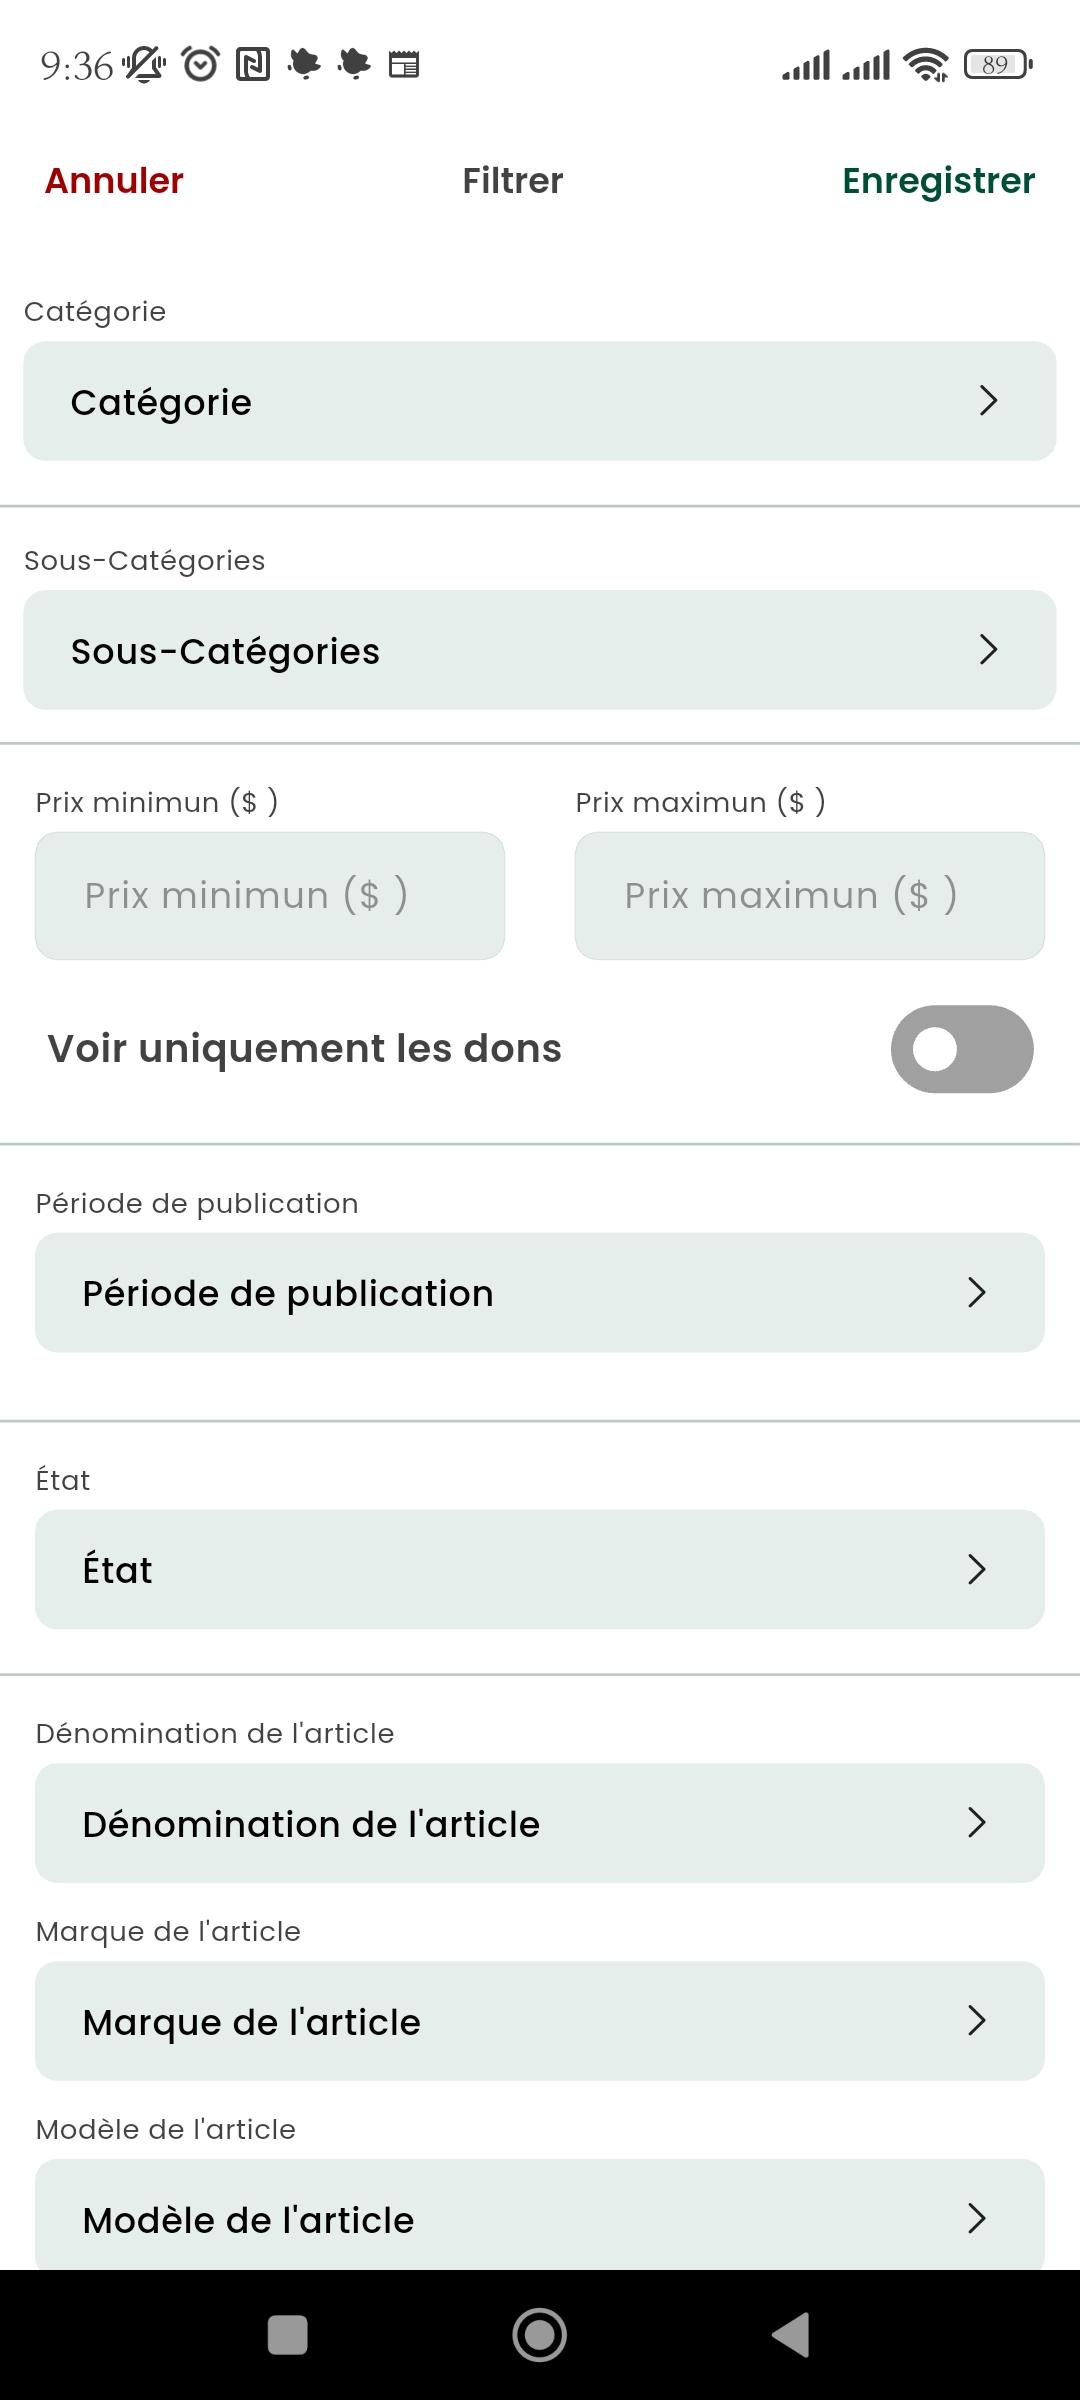 9:36
89
Annuler Filtrer Enregistrer
Catégorie
Catégorie
Sous-Catégories
Sous-Catégories
Prix minimun ($ ) Prix maximun ($ )
Prix minimun ($ ) Prix maximun ($ )
Voir uniquement les dons
Période de publication
Période de publication
État
État
Dénomination de l'article
Dénomination de l'article
Marque de l'article
Marque de l'article
Modèle de l'article
Modèle de l'article